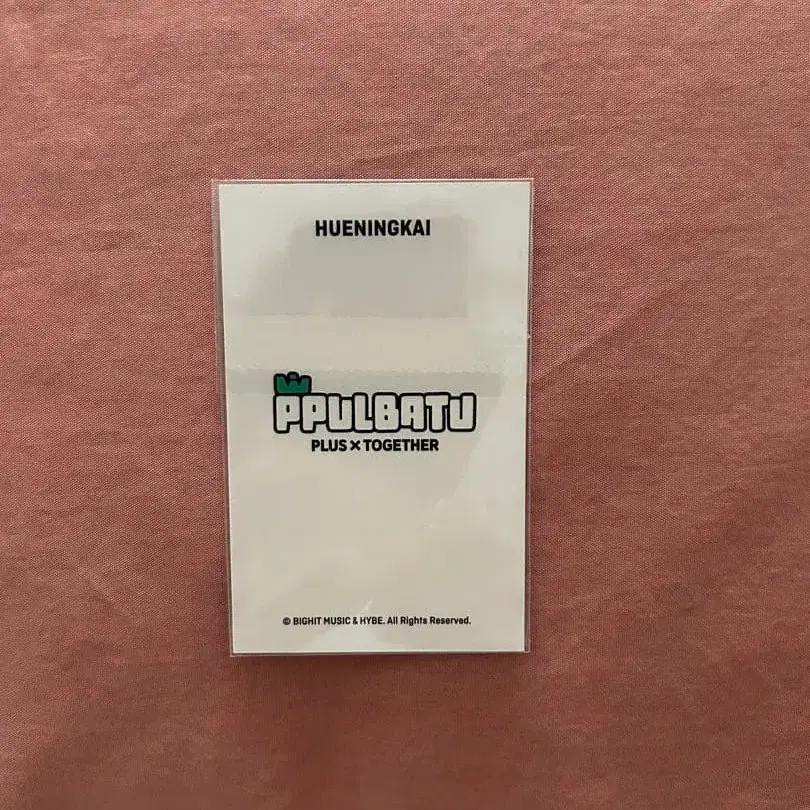 HUENINGKAI
PPULBATU
PLUS × TOGETHER
© BIGHIT MUSIC & HYBE. All Rights Reserved.